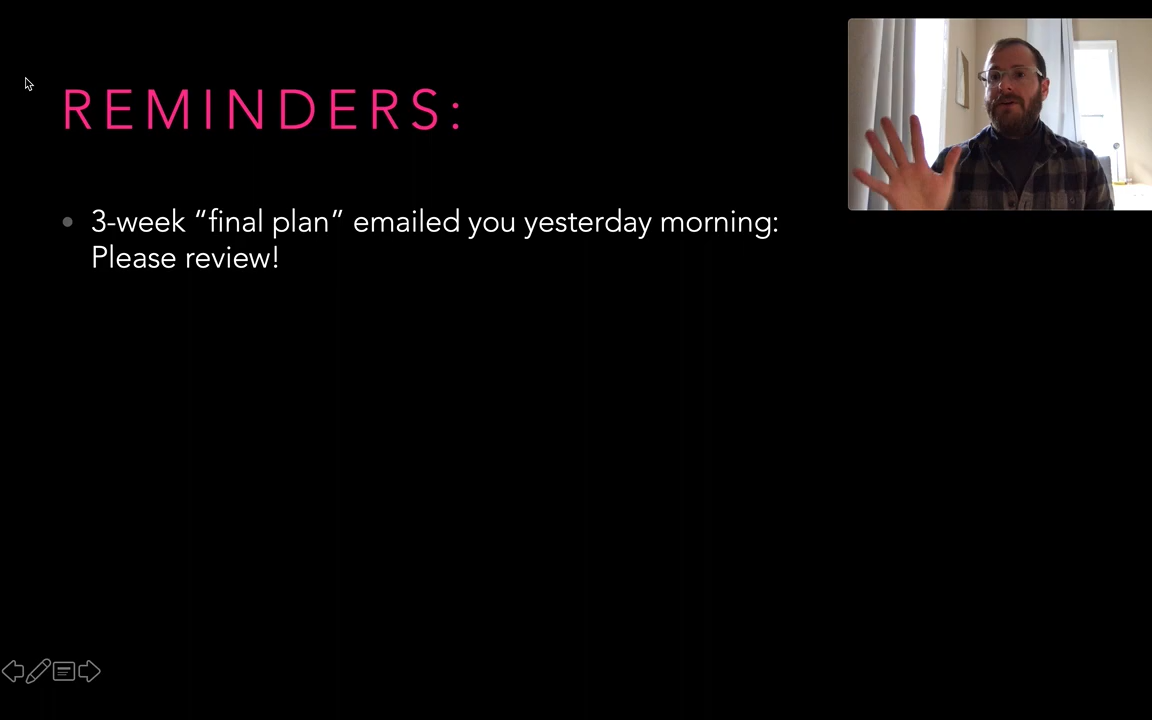 REMINDERS:
• 3-week “final plan” emailed you yesterday morning:
Please review!